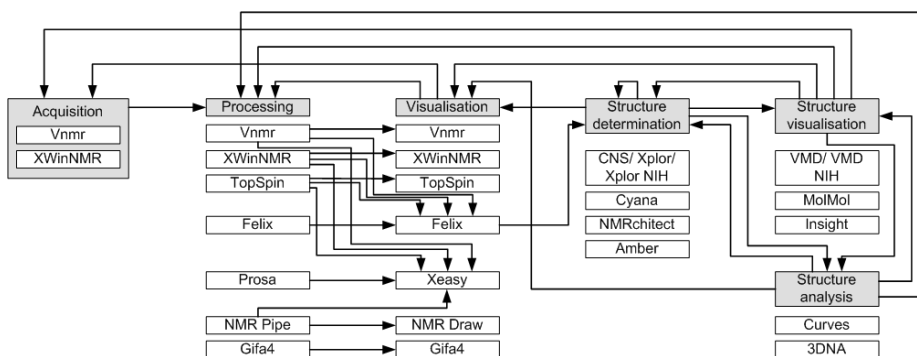 Acquisition
Vnmr
XWinNMR
Processing
Vnmr
XWinNMR
TopSpin
Felix
Prosa
NMR Pipe
Gifa4
Visualisation
Vnmr
XWinNMR
TopSpin
Felix
Xeasy
NMR Draw
Gifa4
Structure
determination
CNS/ Xplor/
Xplor NIH
Cyana
NMRchitect
Amber
Structure
visualisation
VMD/ VMD
NIH
MolMol
Insight
Structure
analysis
Curves
3DNA